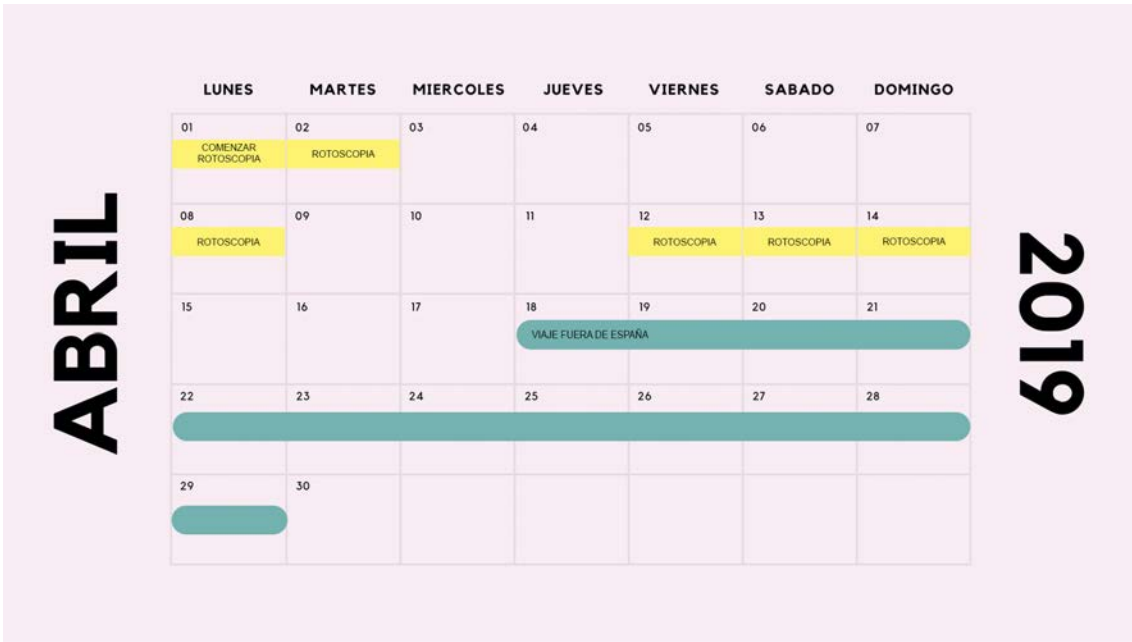 ABRIL
2019
LUNES MARTES MIERCOLES JUEVES VIERNES SABADO DOMINGO
01 02 03 04 05 06 07
COMENZAR
ROTOSCOPIA
ROTOSCOPIA
08 09 10 11 12 13 14
ROTOSCOPIA ROTOSCOPIA ROTOSCOPIA ROTOSCOPIA
15 16 17 18 19 20 21
VIAJE FUERA DE ESPAÑA
22 23 24 25 26 27 28
29 30